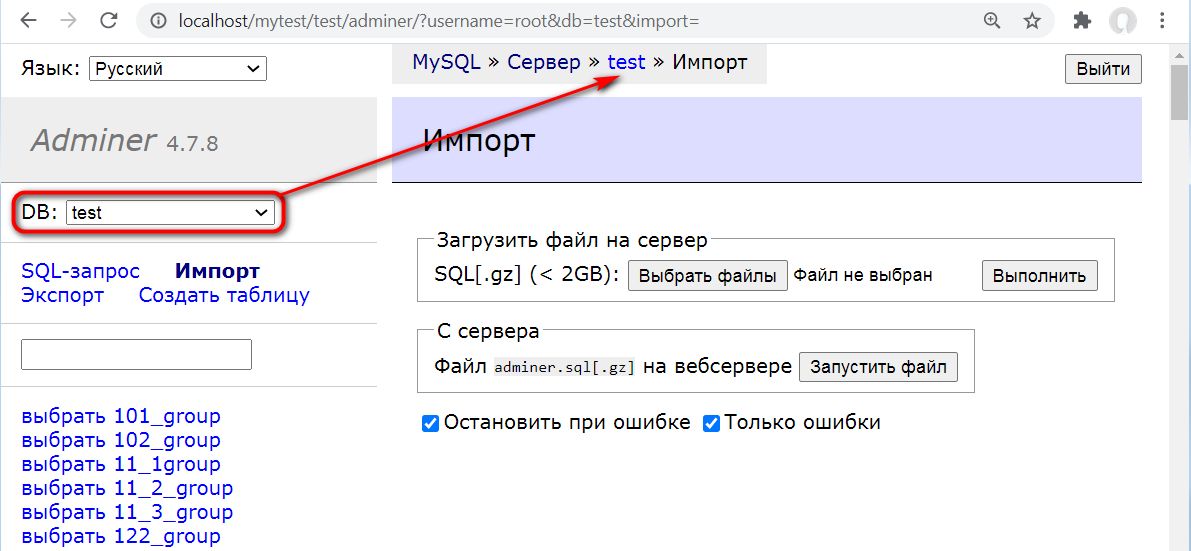 localhost/mytest/test/adminer/?username=root&db=test&import=
Язык: Русский
MySQL » Сервер » test » Импорт
Выйти
Adminer 4.7.8
Импорт
DB: test
SQL-запрос Импорт
Экспорт Создать таблицу
Загрузить файл на сервер
SQL[.gz] (< 2GB): Выбрать файлы Файл не выбран Выполнить
С сервера
Файл adminer.sql[.gz] на вебсервере Запустить файл
Остановить при ошибке Только ошибки
выбрать 101_group
выбрать 102_group
выбрать 11_1group
выбрать 11_2_group
выбрать 11_3_group
выбрать 122_group